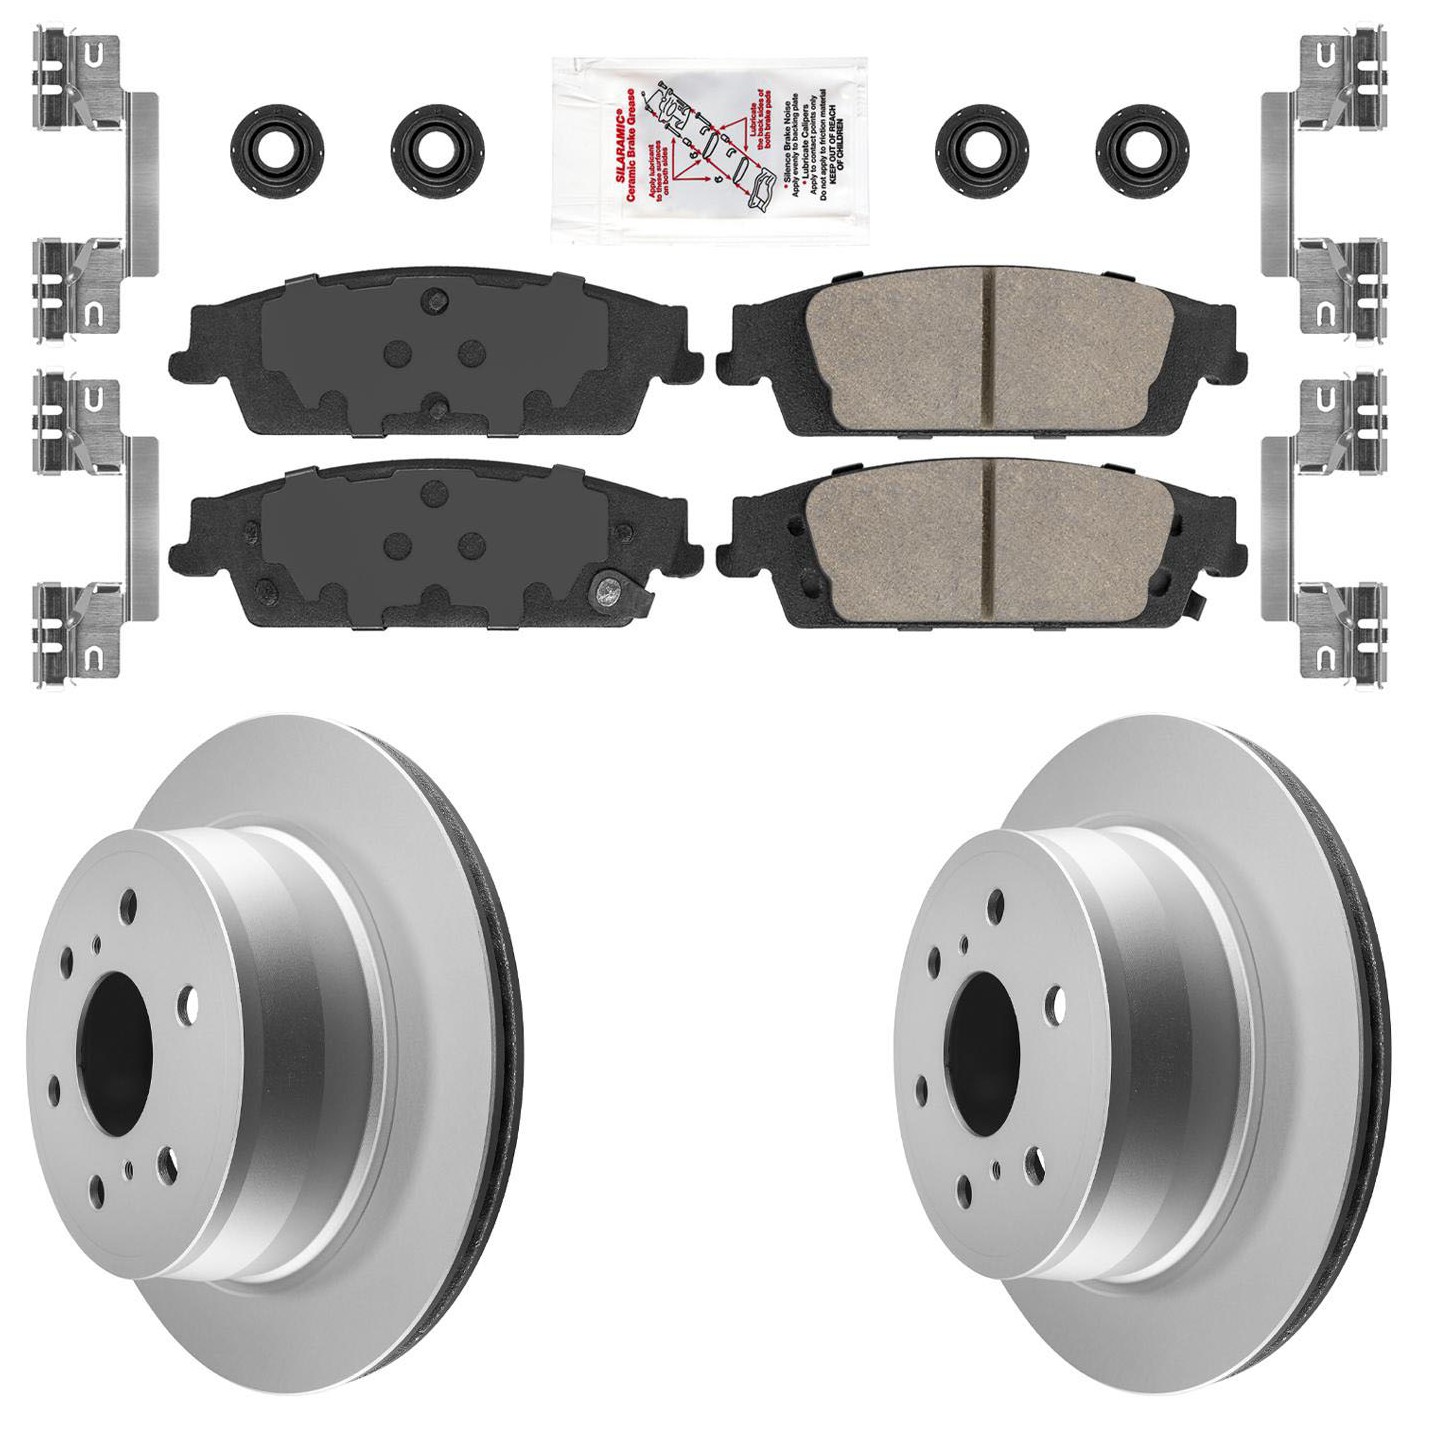 SILARAMIC®
Ceramic Brake Grease
Apply lubricant
to these surfaces
on both sides
Lubricate
the back sides of
both brake pads
* Silence Brake Noise
Apply evenly to backing plate
* Lubricate Calipers
Apply to contact points only
Do not apply to friction material
KEEP OUT OF REACH
OF CHILDREN